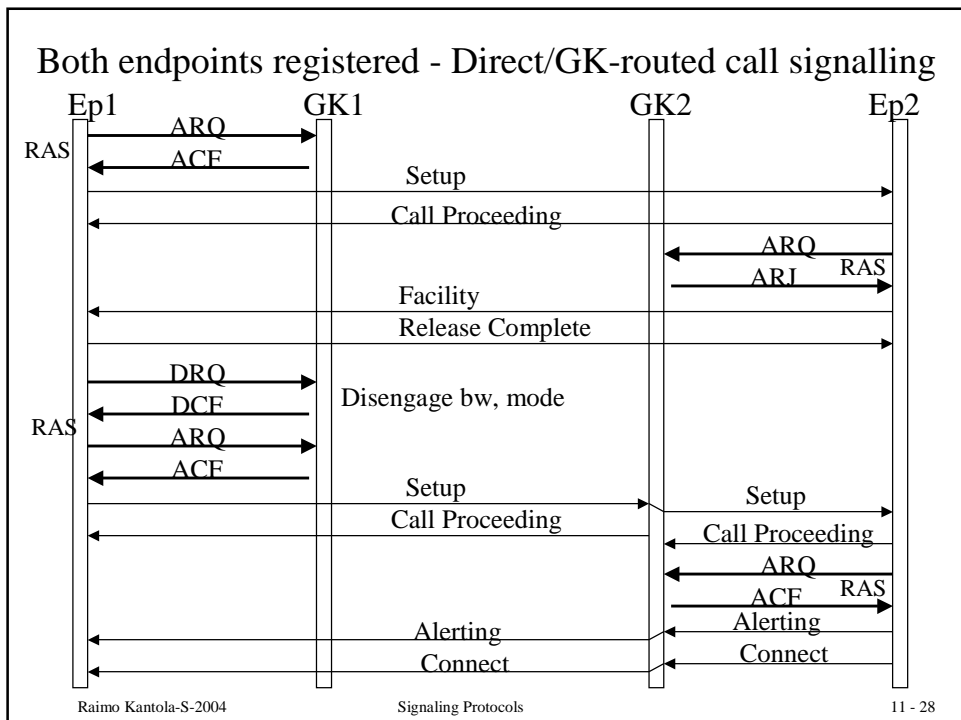 Both endpoints registered - Direct/GK-routed call signalling
Ep1 GK1 GK2 Ep2
ARQ
RAS
ACF
Setup
Call Proceeding
ARQ
RAS
ARJ
Facility
Release Complete
DRQ
Disengage bw, mode
DCF
RAS
ARQ
ACF
Setup
Setup
Call Proceeding
Call Proceeding
ARQ
RAS
ACF
Alerting
Alerting
Connect
Connect
Raimo Kantola-S-2004 Signaling Protocols 11 - 28